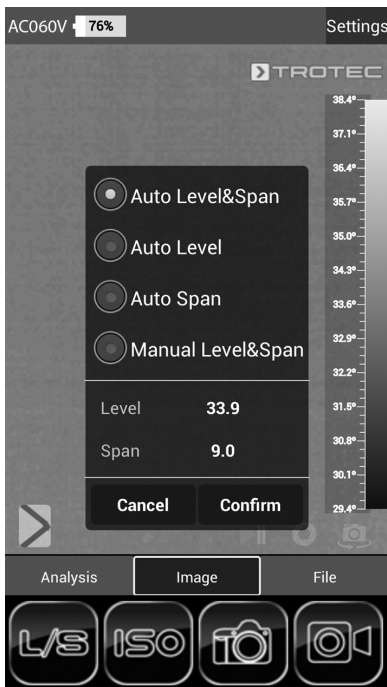 AC060V 76% Settings
TROTEC
38.4°
37.1°
36.4°
Auto Level&Span
35.7°
35.0°
Auto Level
34.3°
Auto Span
33.6°
32.9°
Manual Level&Span
32.2°
Level 33.9
31.5°
30.8°
Span 9.0
30.1°
Cancel Confirm
29.4°
Analysis Image File
L/S ISO